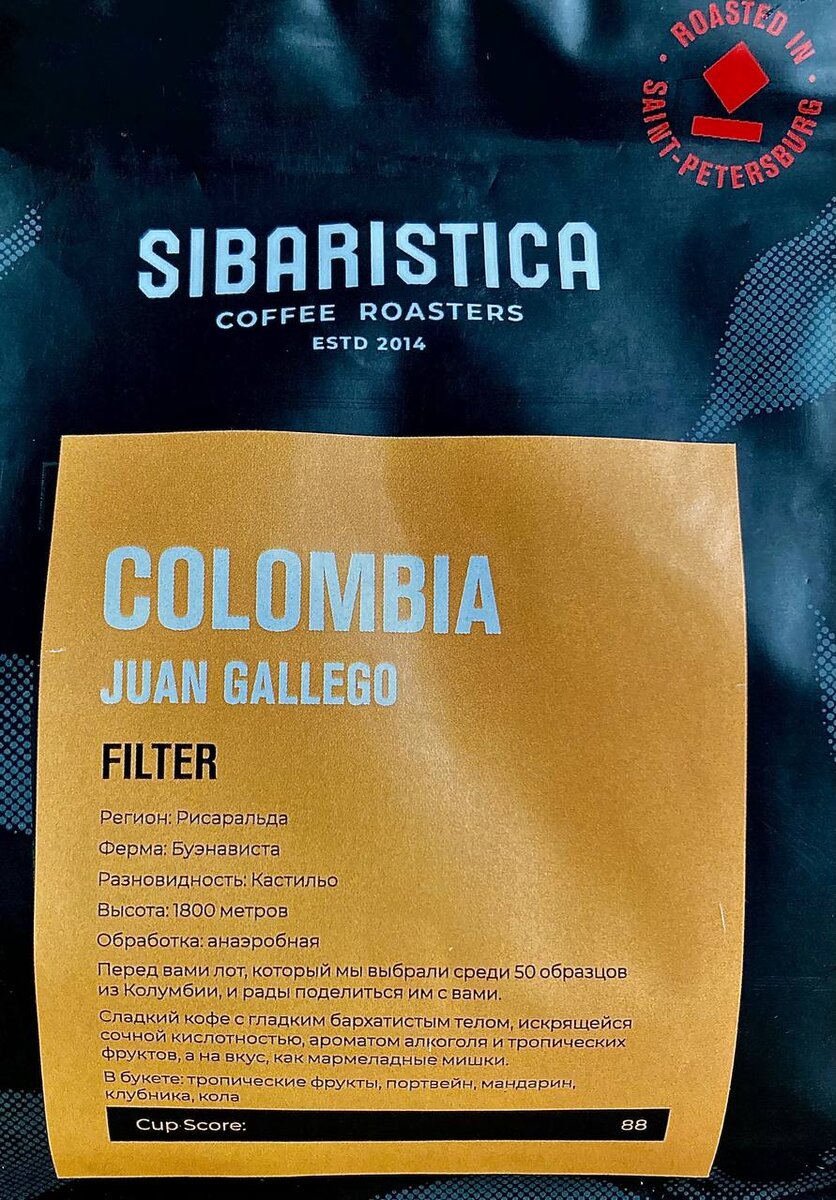 ROASTED IN
SAINT-PETERSBURG
SIBARISTICA
COFFEE ROASTERS
ESTD 2014
COLOMBIA
JUAN GALLEGO
FILTER
Регион: Рисаральда
Ферма: Буэнависта
Разновидность: Кастильо
Высота: 1800 метров
Обработка: анаэробная
Перед вами лот, который мы выбрали среди 50 образцов
из Колумбии, и рады поделиться им с вами.
Сладкий кофе с гладким бархатистым телом, искрящейся
сочной кислотностью, ароматом алкоголя и тропических
фруктов, а на вкус, как мармеладные мишки.
В букете: тропические фрукты, портвейн, мандарин,
клубника, кола
Cup Score: 88